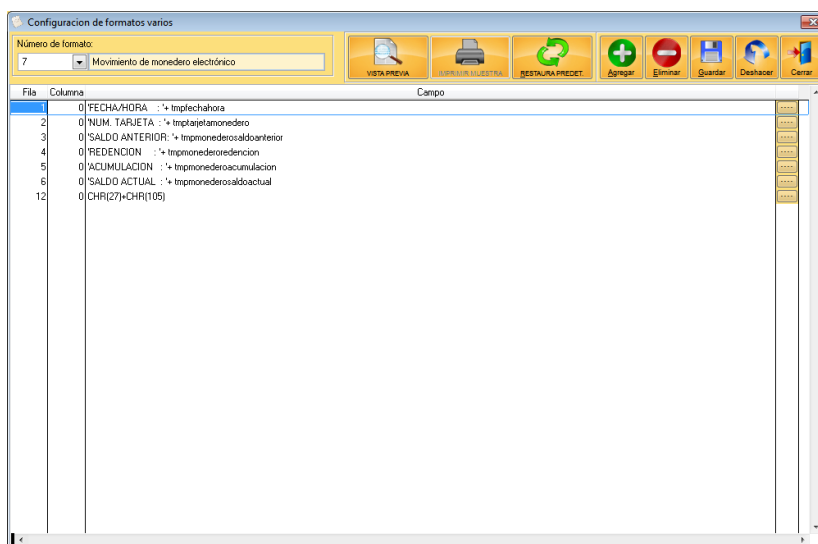 Configuracion de formatos varios
Número de formato:
7 Movimiento de monedero electrónico
VISTA PREVIA IMPRIMIR MUESTRA RESTAURA PREDET. Agregar Eliminar Guardar Deshacer Cerrar
Fila Columna Campo
1 0 'FECHA/HORA : '+ tmpfechahora
2 0 'NUM. TARJETA : '+ tmptarjetamonedero
3 0 'SALDO ANTERIOR: '+ tmpmonederosaldoanterior
4 0 'REDENCION : '+ tmpmonederoredencion
5 0 'ACUMULACION : '+ tmpmonederoacumulacion
6 0 'SALDO ACTUAL : '+ tmpmonederosaldoactual
12 0 CHR(27)+CHR(105)